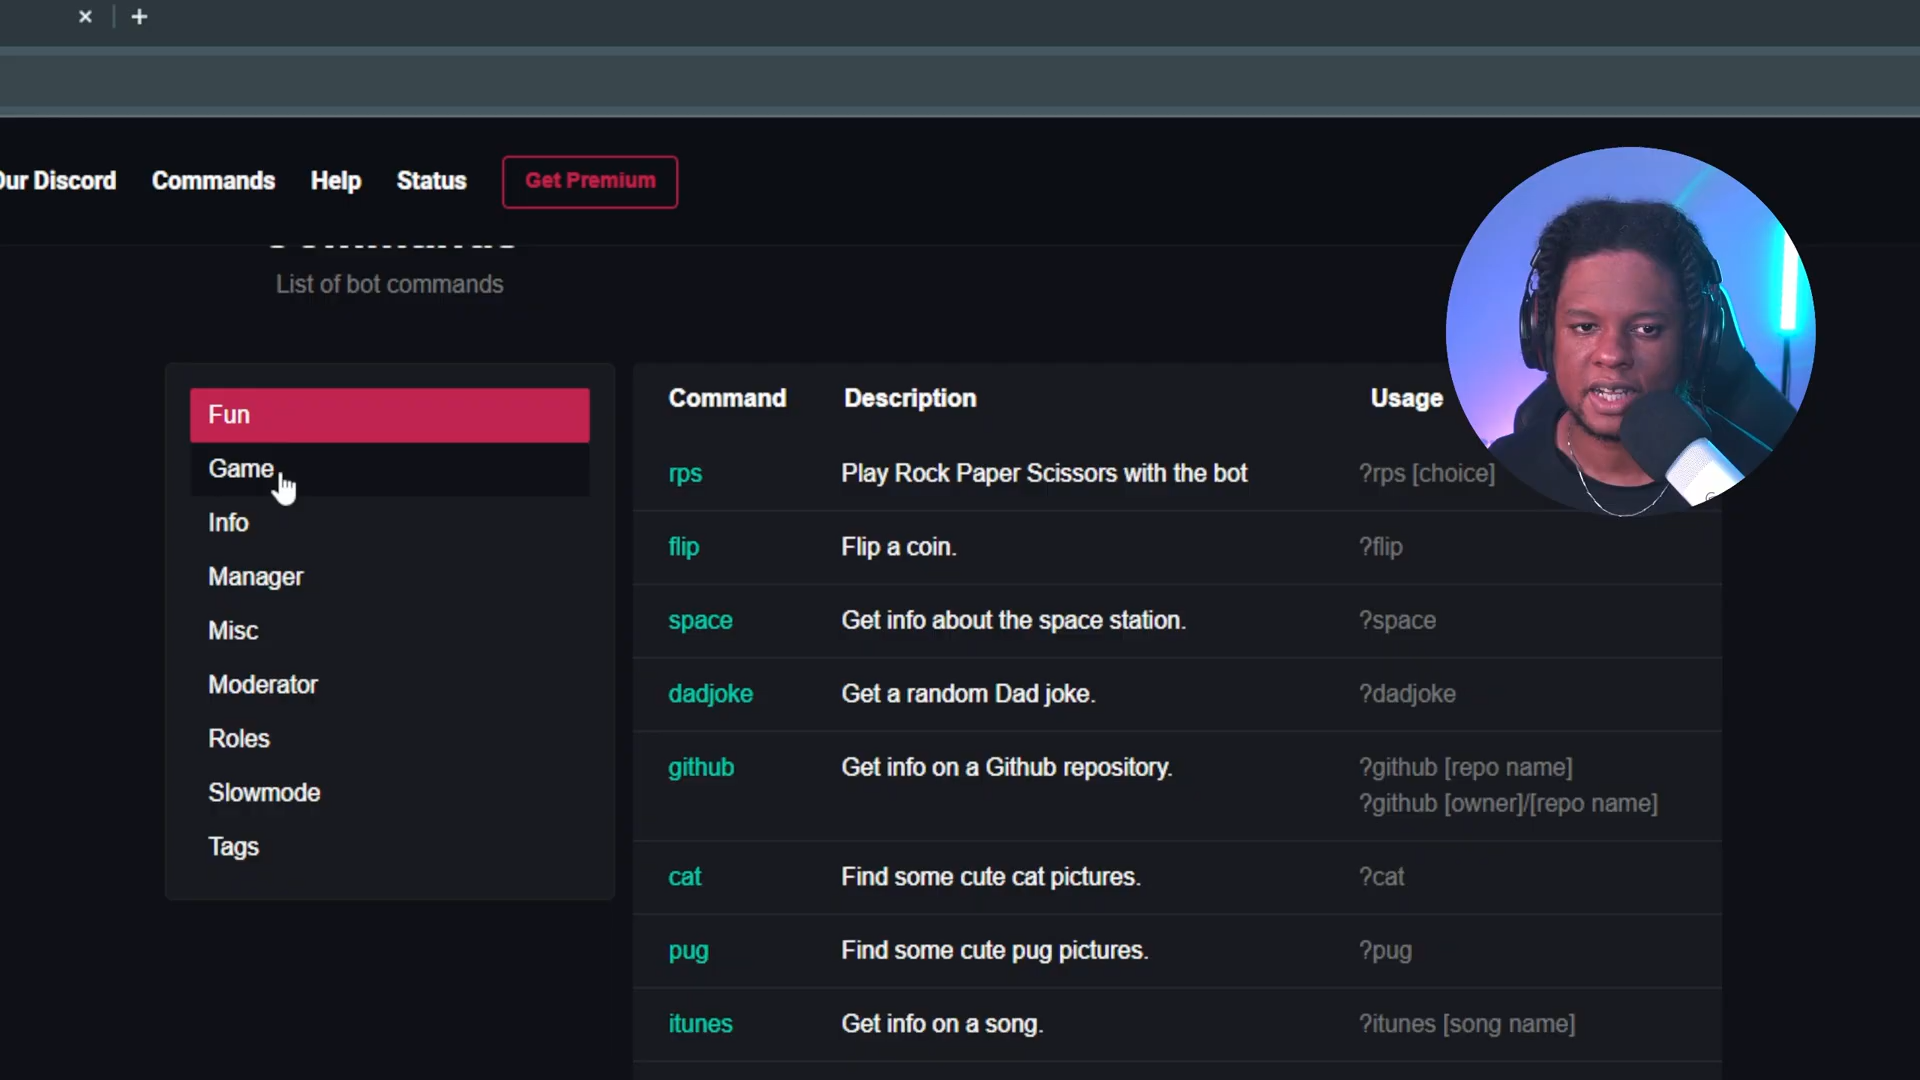 Our Discord
Commands
Help
Status
Get Premium
List of bot commands
Fun
Game
Info
Manager
Misc
Moderator
Roles
Slowmode
Tags
Command Description Usage
rps Play Rock Paper Scissors with the bot ?rps [choice]
flip Flip a coin. ?flip
space Get info about the space station. ?space
dadjoke Get a random Dad joke. ?dadjoke
github Get info on a Github repository. ?github [repo name]
?github [owner]/[repo name]
cat Find some cute cat pictures. ?cat
pug Find some cute pug pictures. ?pug
itunes Get info on a song. ?itunes [song name]